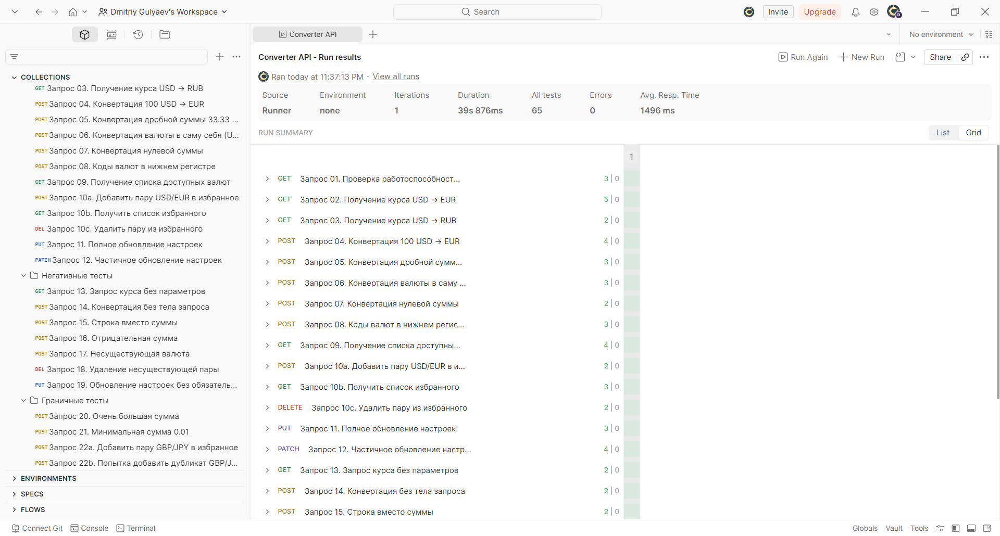 Dmitriy Gulyaev's Workspace
Search
Invite
Upgrade
D
Converter API
No environment
Converter API - Run results
Run Again
New Run
Share
Ran today at 11:37:13 PM · View all runs
Source Environment Iterations Duration All tests Errors Avg. Resp. Time
Runner none 1 39s 876ms 65 0 1496 ms
RUN SUMMARY
List Grid
COLLECTIONS
GET Запрос 03. Получение курса USD → RUB
POST Запрос 04. Конвертация 100 USD → EUR
POST Запрос 05. Конвертация дробной суммы 33.33 ...
POST Запрос 06. Конвертация валюты в саму себя (U...
POST Запрос 07. Конвертация нулевой суммы
POST Запрос 08. Коды валют в нижнем регистре
GET Запрос 09. Получение списка доступных валют
POST Запрос 10a. Добавить пару USD/EUR в избранное
GET Запрос 10b. Получить список избранного
DEL Запрос 10c. Удалить пару из избранного
PUT Запрос 11. Полное обновление настроек
PATCH Запрос 12. Частичное обновление настроек
Негативные тесты
GET Запрос 13. Запрос курса без параметров
POST Запрос 14. Конвертация без тела запроса
POST Запрос 15. Строка вместо суммы
POST Запрос 16. Отрицательная сумма
POST Запрос 17. Несуществующая валюта
DEL Запрос 18. Удаление несуществующей пары
PUT Запрос 19. Обновление настроек без обязатель...
Граничные тесты
POST Запрос 20. Очень большая сумма
POST Запрос 21. Минимальная сумма 0.01
POST Запрос 22a. Добавить пару GBP/JPY в избранное
POST Запрос 22b. Попытка добавить дубликат GBP/J...
ENVIRONMENTS
SPECS
FLOWS
1
GET Запрос 01. Проверка работоспособност... 3 | 0
GET Запрос 02. Получение курса USD → EUR 5 | 0
GET Запрос 03. Получение курса USD → RUB 2 | 0
POST Запрос 04. Конвертация 100 USD → EUR 4 | 0
POST Запрос 05. Конвертация дробной сумм... 3 | 0
POST Запрос 06. Конвертация валюты в саму ... 3 | 0
POST Запрос 07. Конвертация нулевой суммы 2 | 0
POST Запрос 08. Коды валют в нижнем регис... 3 | 0
GET Запрос 09. Получение списка доступны... 4 | 0
POST Запрос 10a. Добавить пару USD/EUR в и... 2 | 0
GET Запрос 10b. Получить список избранного 3 | 0
DELETE Запрос 10c. Удалить пару из избранного 2 | 0
PUT Запрос 11. Полное обновление настроек 3 | 0
PATCH Запрос 12. Частичное обновление настр... 4 | 0
GET Запрос 13. Запрос курса без параметров 2 | 0
POST Запрос 14. Конвертация без тела запроса 2 | 0
POST Запрос 15. Строка вместо суммы 2 | 0
Connect Git Console Terminal
Globals Vault Tools